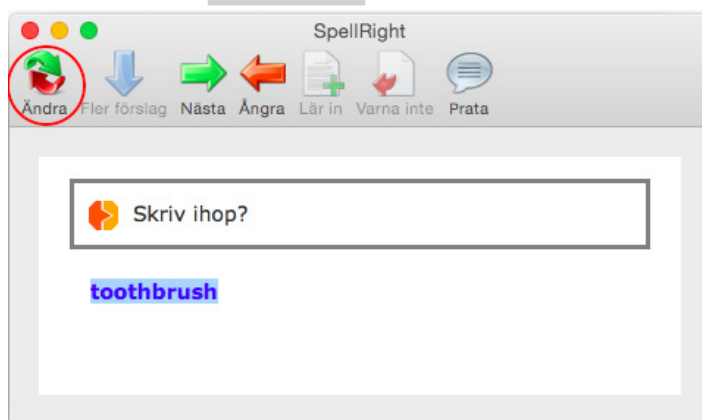 SpellRight
Ändra Fler förslag Nästa Ångra Lär in Varna inte Prata
Skriv ihop?
toothbrush